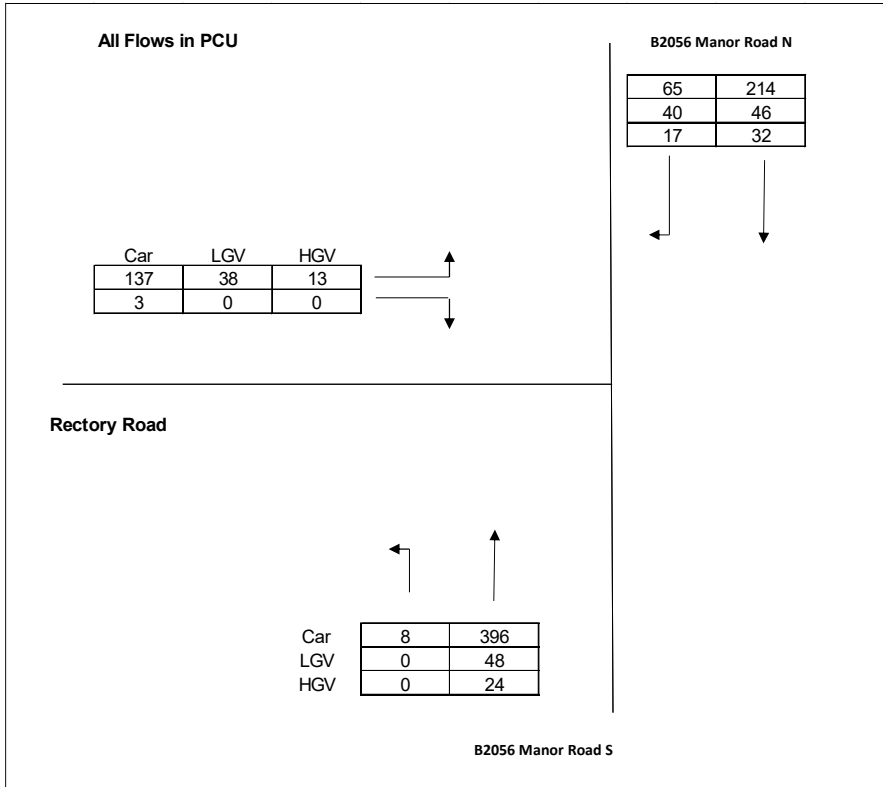 All Flows in PCU
B2056 Manor Road N
65 214
40 46
17 32
Car LGV HGV
137 38 13
3 0 0
Rectory Road
Car 8 396
LGV 0 48
HGV 0 24
B2056 Manor Road S